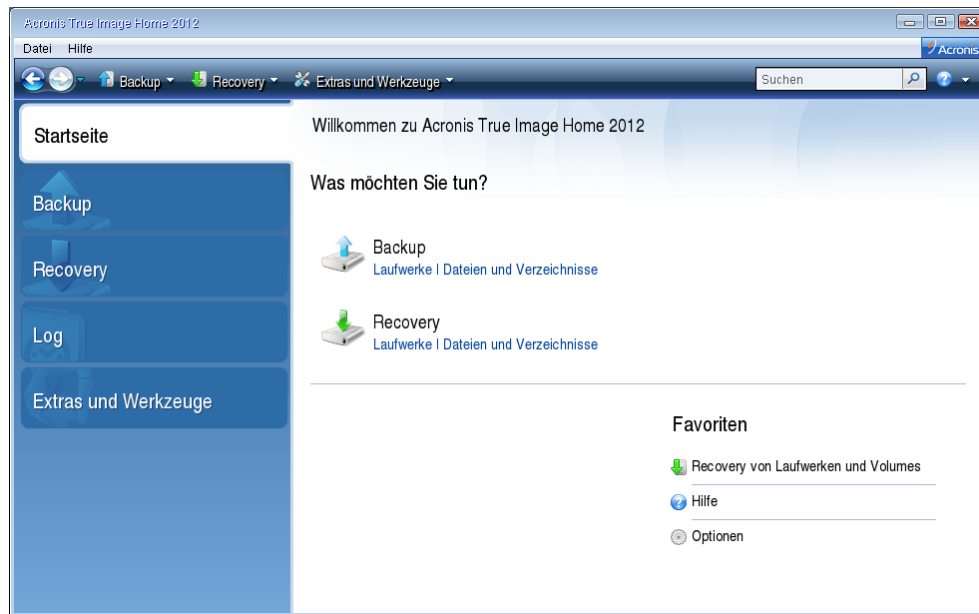 Acronis True Image Home 2012
Datei Hilfe
Acronis
Backup Recovery Extras und Werkzeuge Suchen
Startseite
Backup
Recovery
Log
Extras und Werkzeuge
Willkommen zu Acronis True Image Home 2012
Was möchten Sie tun?
Backup
Laufwerke | Dateien und Verzeichnisse
Recovery
Laufwerke | Dateien und Verzeichnisse
Favoriten
Recovery von Laufwerken und Volumes
Hilfe
Optionen